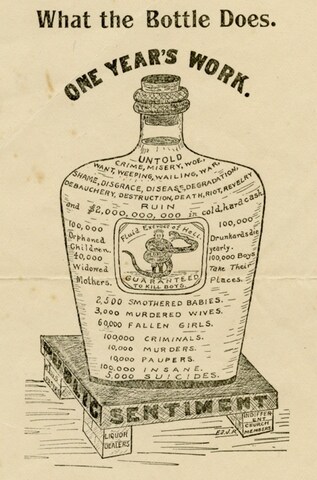 What the Bottle Does.
ONE YEAR'S WORK.
UNTOLD
CRIME, MISERY, WOE,
WANT, WEEPING, WAILING, WAR,
SHAME, DISGRACE, DISEASE, DEGRADATION,
DEBAUCHERY, DESTRUCTION, DEATH, RIOT, REVELRY
RUIN
and $2,000,000,000 in cold, hard cash
100,000
Orphened
Children.
40,000
Widowed
Mothers.
Fluid Extract of Hell
GUARANTEED
TO KILL BOYS
100,000
Drunkards die
yearly.
100,000 Boys
Take Their
Places.
2,500 SMOTHERED BABIES.
3,000 MURDERED WIVES.
60,000 FALLEN GIRLS.
100,000 CRIMINALS.
10,000 MURDERS.
10,000 PAUPERS.
100,000 INSANE.
5,000 SUICIDES.
PUBLIC SENTIMENT
LIQUOR
DEALERS
INDIFFER
ENT
CHURCH
MEMBERS